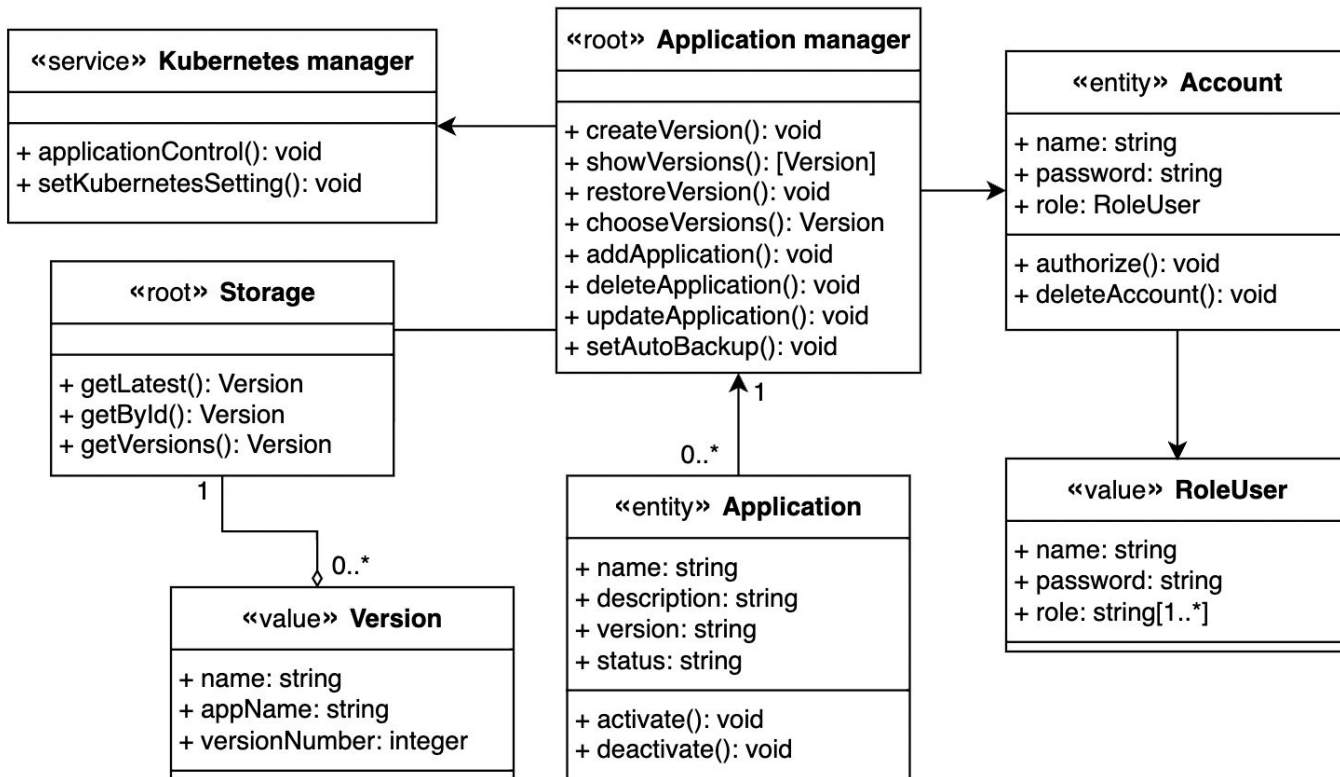 «service» Kubernetes manager
+ applicationControl(): void
+ setKubernetesSetting(): void
«root» Application manager
+ createVersion(): void
+ showVersions(): [Version]
+ restoreVersion(): void
+ chooseVersions(): Version
+ addApplication(): void
+ deleteApplication(): void
+ updateApplication(): void
+ setAutoBackup(): void
«entity» Account
+ name: string
+ password: string
+ role: RoleUser
+ authorize(): void
+ deleteAccount(): void
«root» Storage
+ getLatest(): Version
+ getById(): Version
+ getVersions(): Version
1
0..*
1
0..*
«value» Version
+ name: string
+ appName: string
+ versionNumber: integer
«entity» Application
+ name: string
+ description: string
+ version: string
+ status: string
+ activate(): void
+ deactivate(): void
«value» RoleUser
+ name: string
+ password: string
+ role: string[1..*]